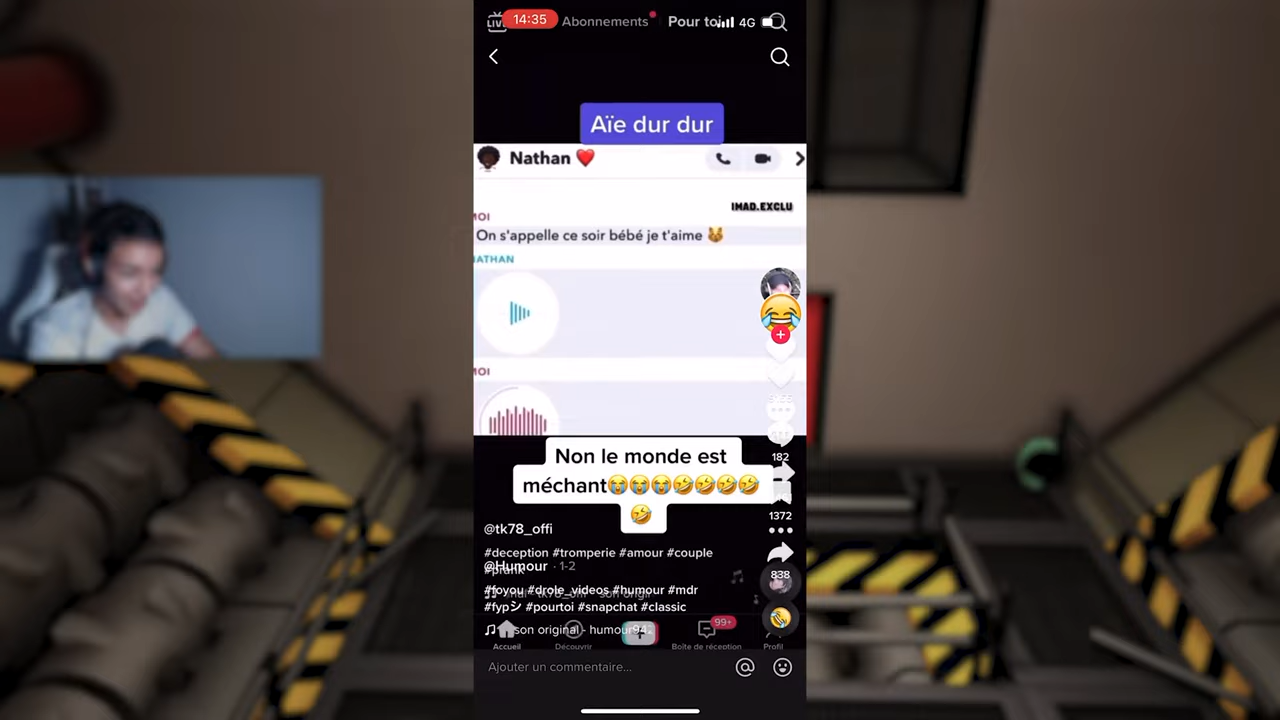 LIVE
14:35
Abonnements
Pour toi
4G
Aïe dur dur
Nathan ❤️
IMAD.EXCLU
MOI
On s'appelle ce soir bébé je t'aime 😻
NATHAN
MOI
Non le monde est
méchant😭😭😭🤣🤣🤣🤣
🤣
182
1372
838
@tk78_offi
#deception #tromperie #amour #couple
@Humour · 1-2
#foyou #drole_videos #humour #mdr
#fypシ #pourtoi #snapchat #classic
son original - humour942
99+
Accueil
Découvrir
Boîte de réception
Profil
Ajouter un commentaire...